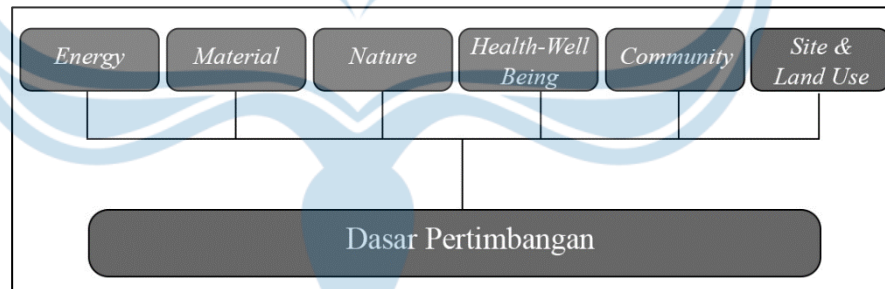 Energy
Material
Nature
Health-Well
Being
Community
Site &
Land Use
Dasar Pertimbangan